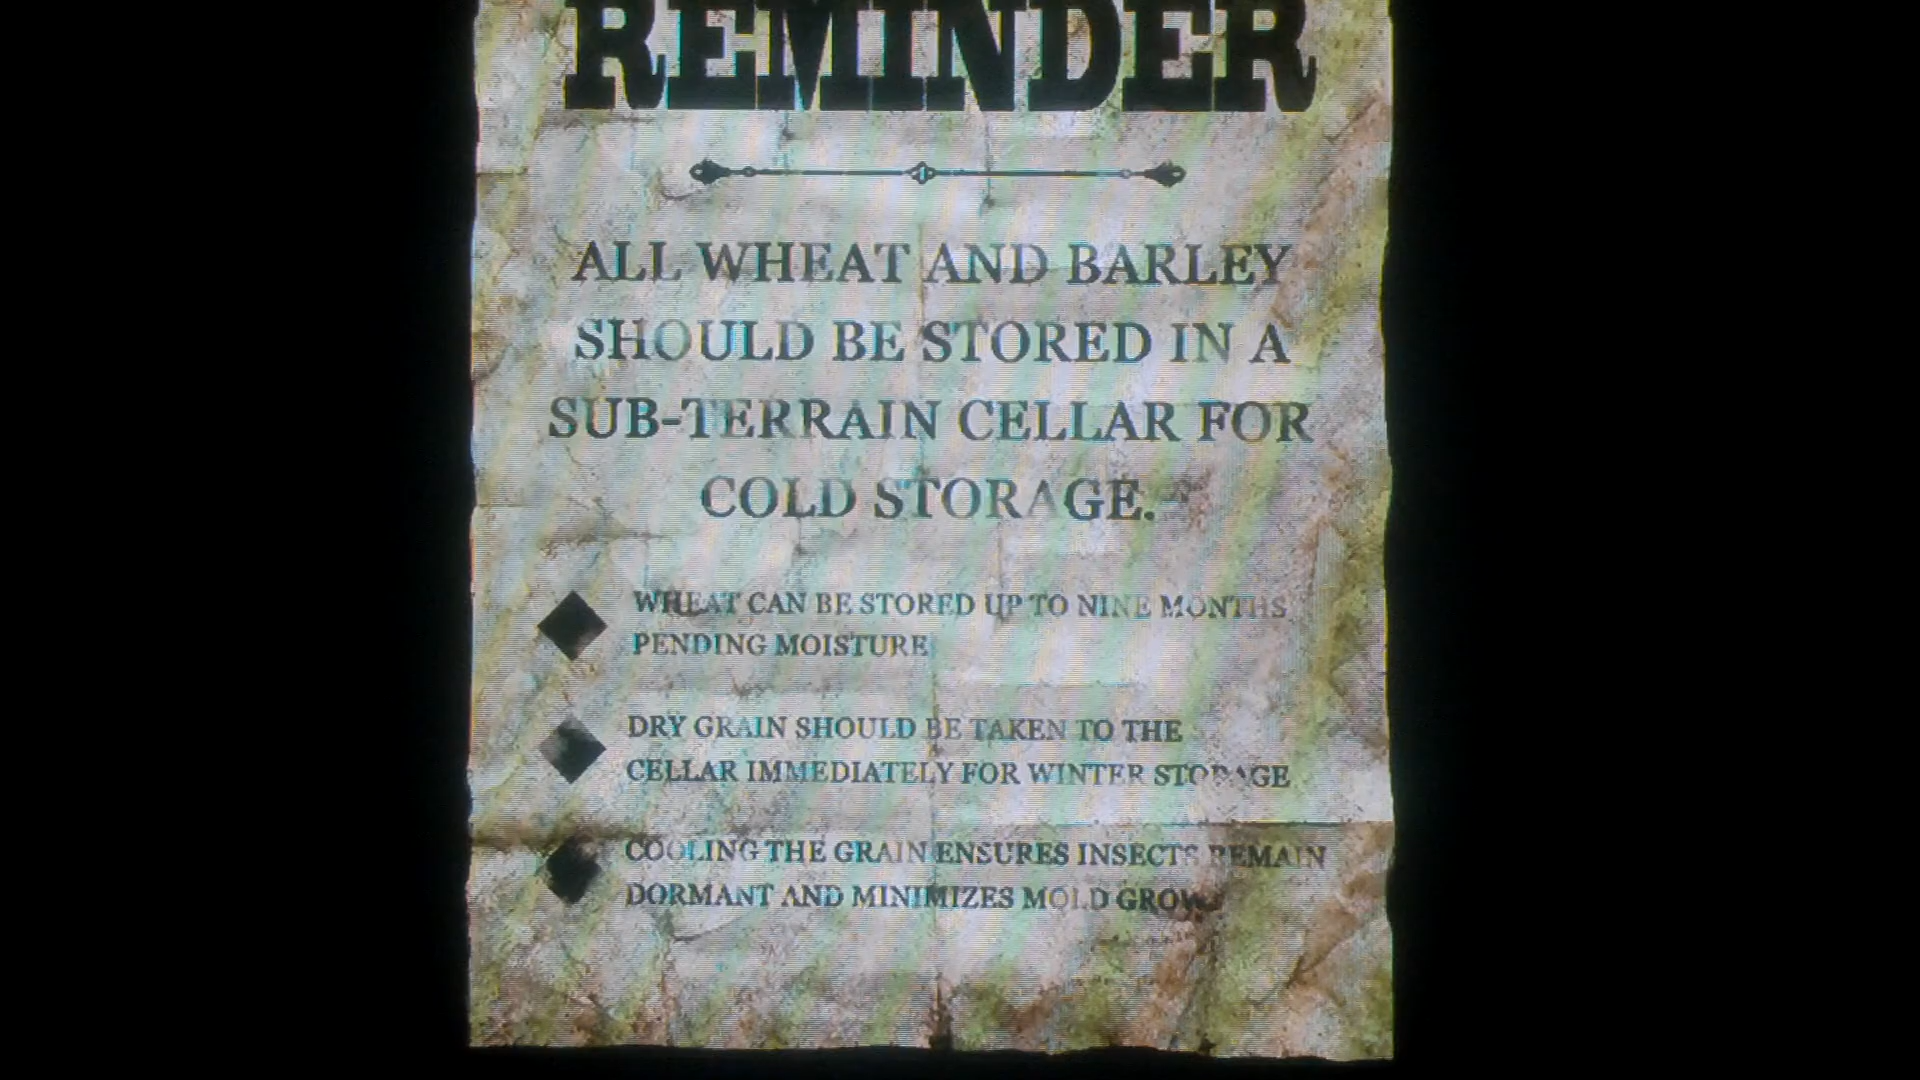 REMINDER
ALL WHEAT AND BARLEY
SHOULD BE STORED IN A
SUB-TERRAIN CELLAR FOR
COLD STORAGE.
WHEAT CAN BE STORED UP TO NINE MONTHS
PENDING MOISTURE
DRY GRAIN SHOULD BE TAKEN TO THE
CELLAR IMMEDIATELY FOR WINTER STORAGE
COOLING THE GRAIN ENSURES INSECTS REMAIN
DORMANT AND MINIMIZES MOLD